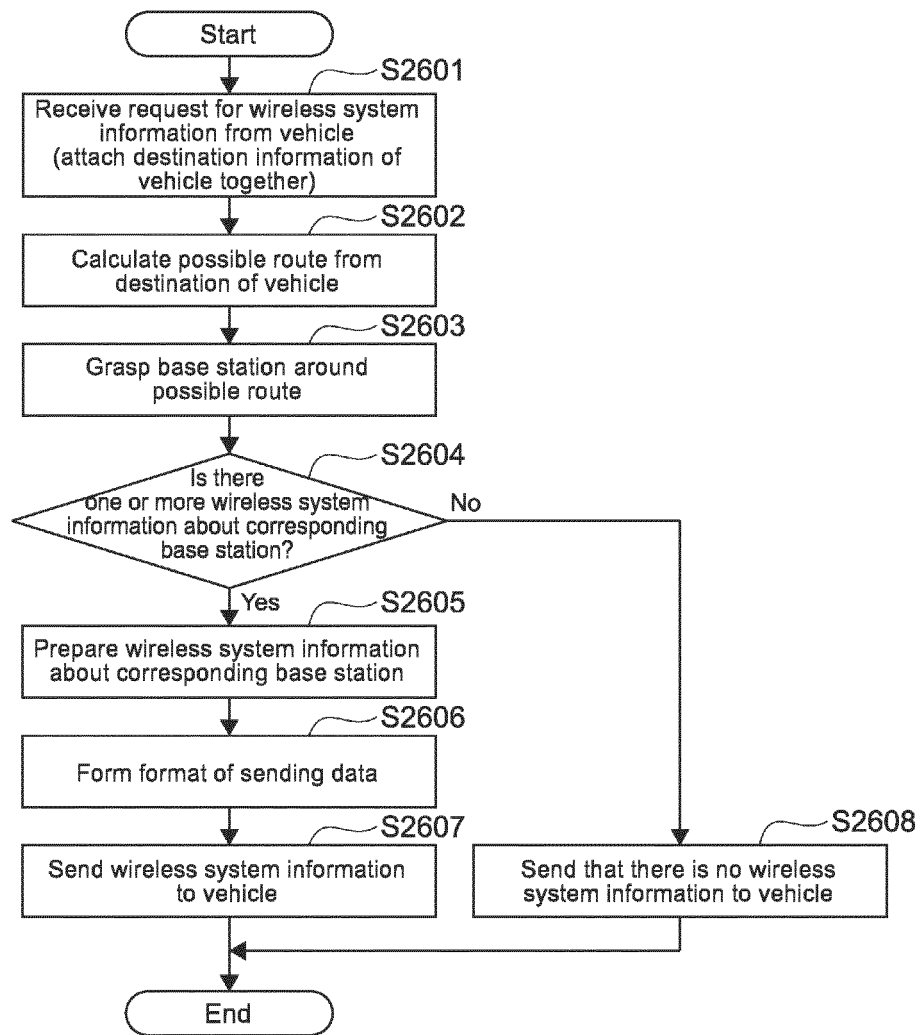 Start
S2601
Receive request for wireless system
information from vehicle
(attach destination information of
vehicle together)
S2602
Calculate possible route from
destination of vehicle
S2603
Grasp base station around
possible route
S2604
Is there
one or more wireless system
information about corresponding
base station?
No
Yes
S2605
Prepare wireless system information
about corresponding base station
S2606
Form format of sending data
S2607
Send wireless system information
to vehicle
S2608
Send that there is no wireless
system information to vehicle
End